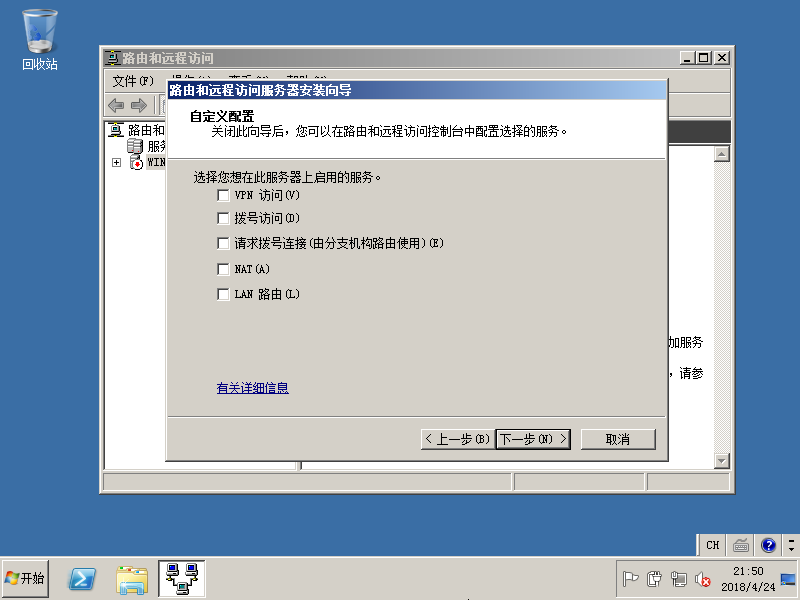 回收站
路由和远程访问
文件(F)
路由和远程访问服务器安装向导
自定义配置
关闭此向导后，您可以在路由和远程访问控制台中配置选择的服务。
路由和
服务
WIN
选择您想在此服务器上启用的服务。
VPN 访问(V)
拨号访问(D)
请求拨号连接(由分支机构路由使用)(E)
NAT(A)
LAN 路由(L)
加服务
，请参
有关详细信息
< 上一步(B)
下一步(N) >
取消
CH
开始
21:50
2018/4/24